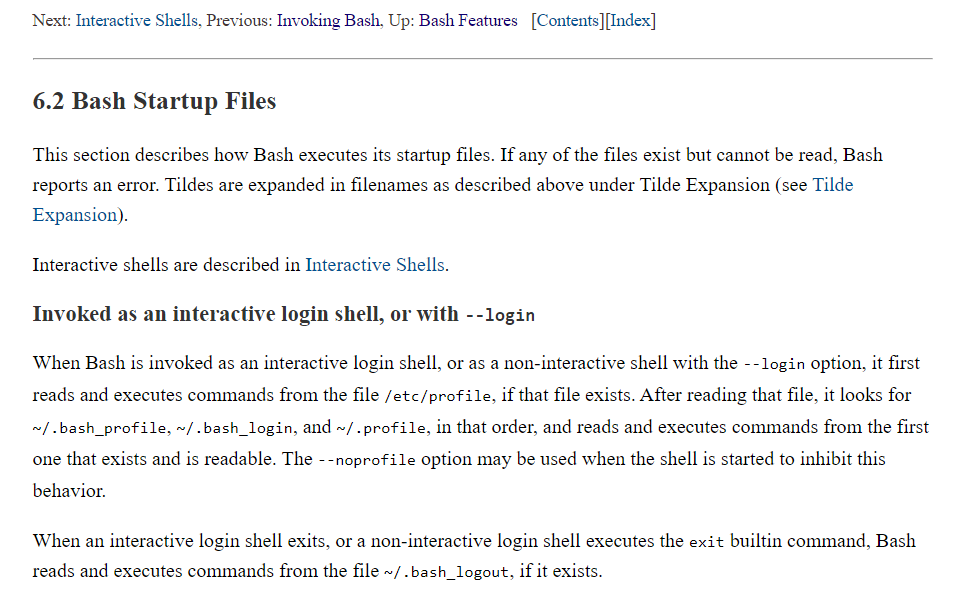 Next: Interactive Shells, Previous: Invoking Bash, Up: Bash Features [Contents][Index]
6.2 Bash Startup Files
This section describes how Bash executes its startup files. If any of the files exist but cannot be read, Bash
reports an error. Tildes are expanded in filenames as described above under Tilde Expansion (see Tilde
Expansion).
Interactive shells are described in Interactive Shells.
Invoked as an interactive login shell, or with --login
When Bash is invoked as an interactive login shell, or as a non-interactive shell with the --login option, it first
reads and executes commands from the file /etc/profile, if that file exists. After reading that file, it looks for
~/.bash_profile, ~/.bash_login, and ~/.profile, in that order, and reads and executes commands from the first
one that exists and is readable. The --noprofile option may be used when the shell is started to inhibit this
behavior.
When an interactive login shell exits, or a non-interactive login shell executes the exit builtin command, Bash
reads and executes commands from the file ~/.bash_logout, if it exists.